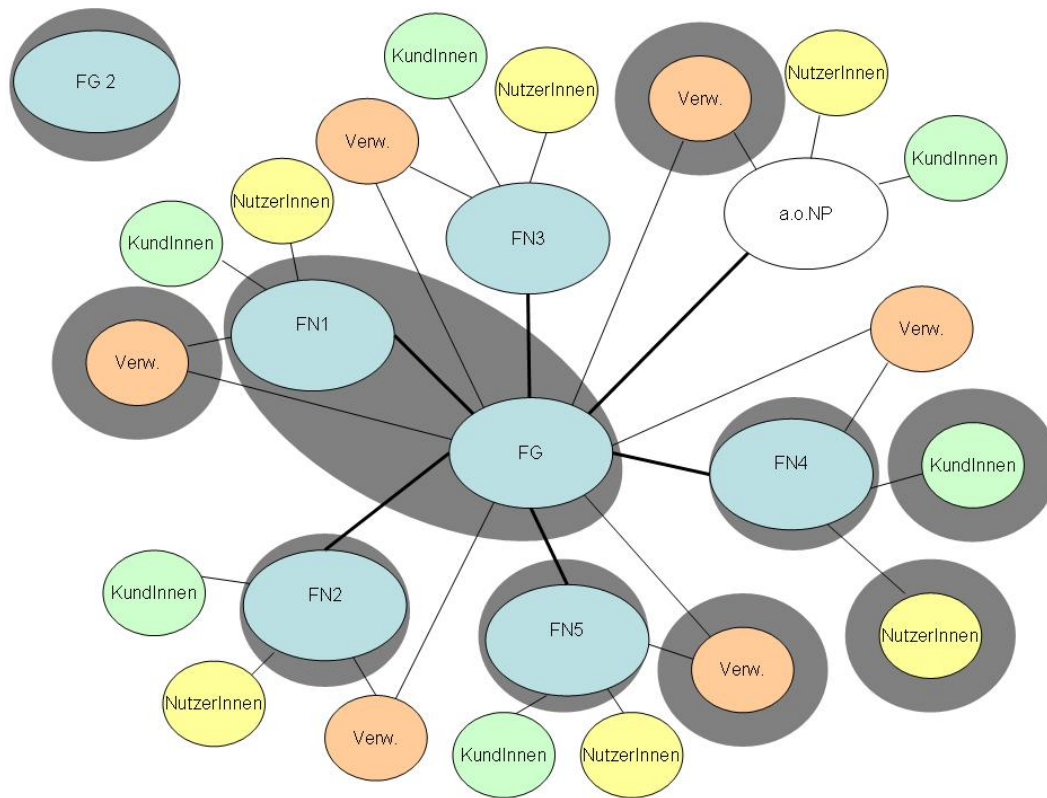 FG 2
KundInnen
NutzerInnen
Verw.
Verw.
NutzerInnen
KundInnen
a.o.NP
NutzerInnen
KundInnen
FN3
FN1
Verw.
Verw.
FG
FN4
KundInnen
KundInnen
FN2
FN5
NutzerInnen
Verw.
NutzerInnen
Verw.
KundInnen
NutzerInnen